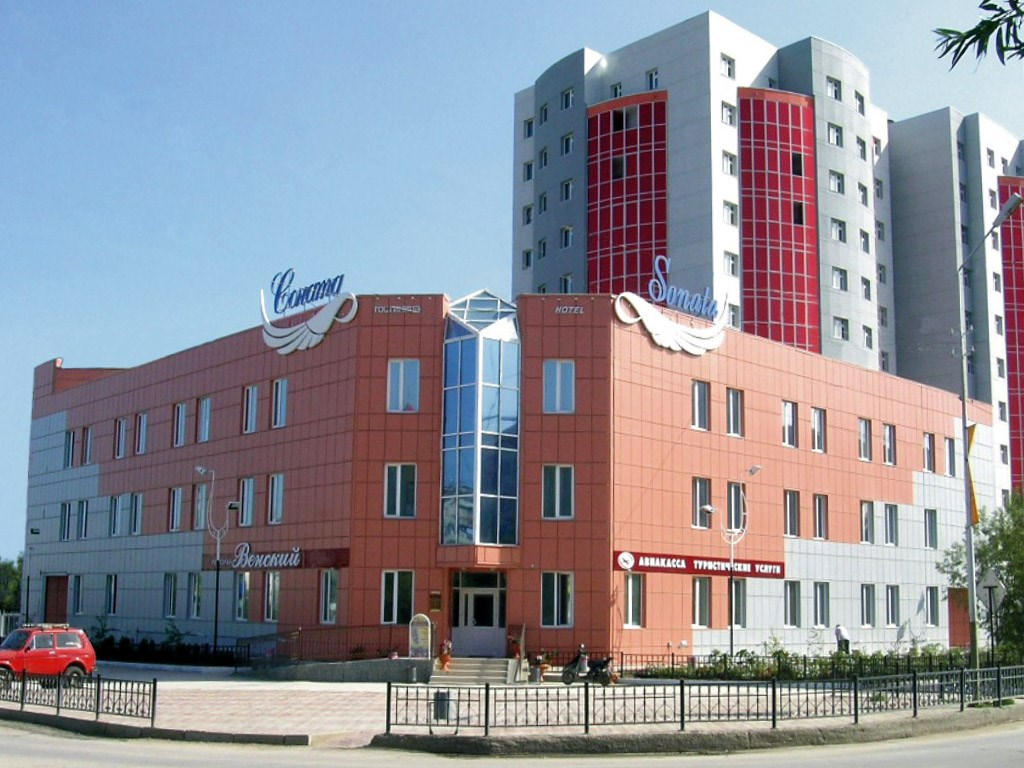 Соната
ГОСТИНИЦА
HOTEL
Sonata
Венский
АВИАКАССА ТУРИСТИЧЕСКИЕ УСЛУГИ